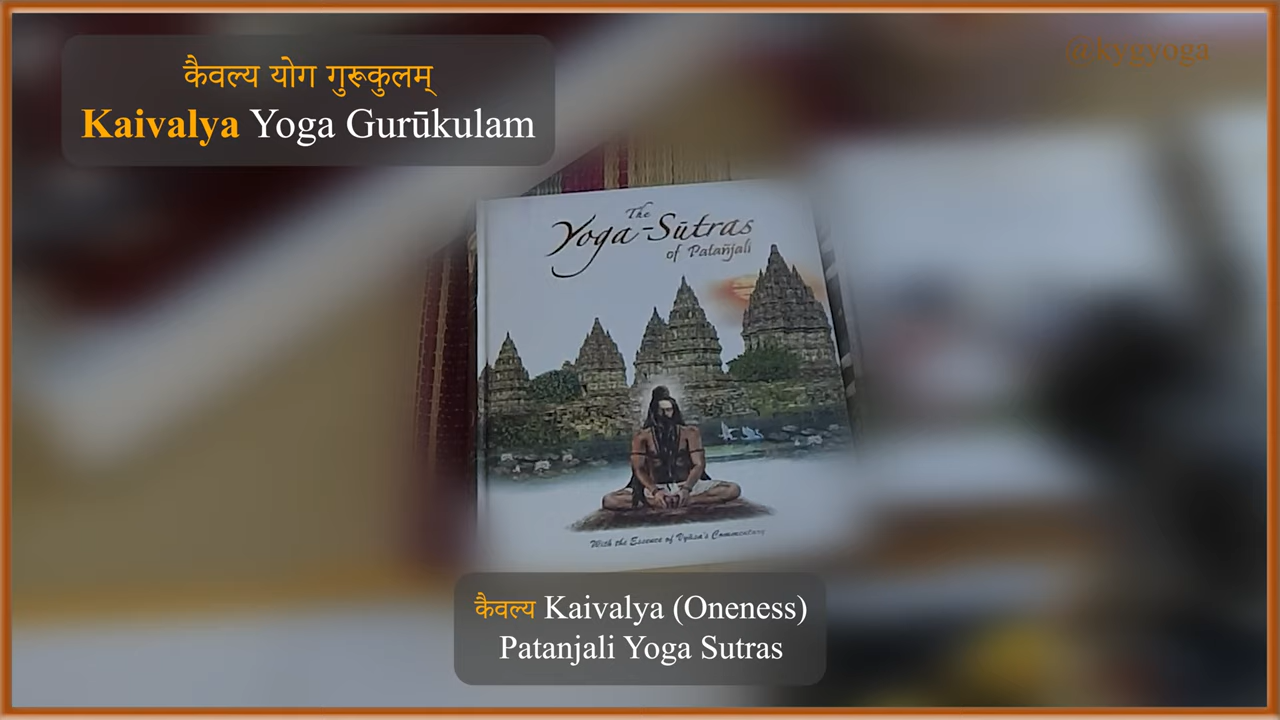 कैवल्य योग गुरूकुलम्
Kaivalya Yoga Gurūkulam
@kygyoga
The
Yoga-Sūtras
of Patañjali
With the Essence of Vyāsa's Commentary
कैवल्य Kaivalya (Oneness)
Patanjali Yoga Sutras